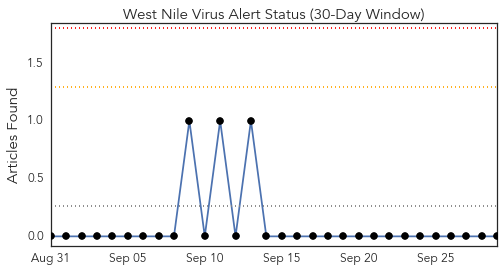 West Nile Virus Alert Status (30-Day Window)
Articles Found
1.5
1.0
0.5
0.0
Aug 31 Sep 05 Sep 10 Sep 15 Sep 20 Sep 25